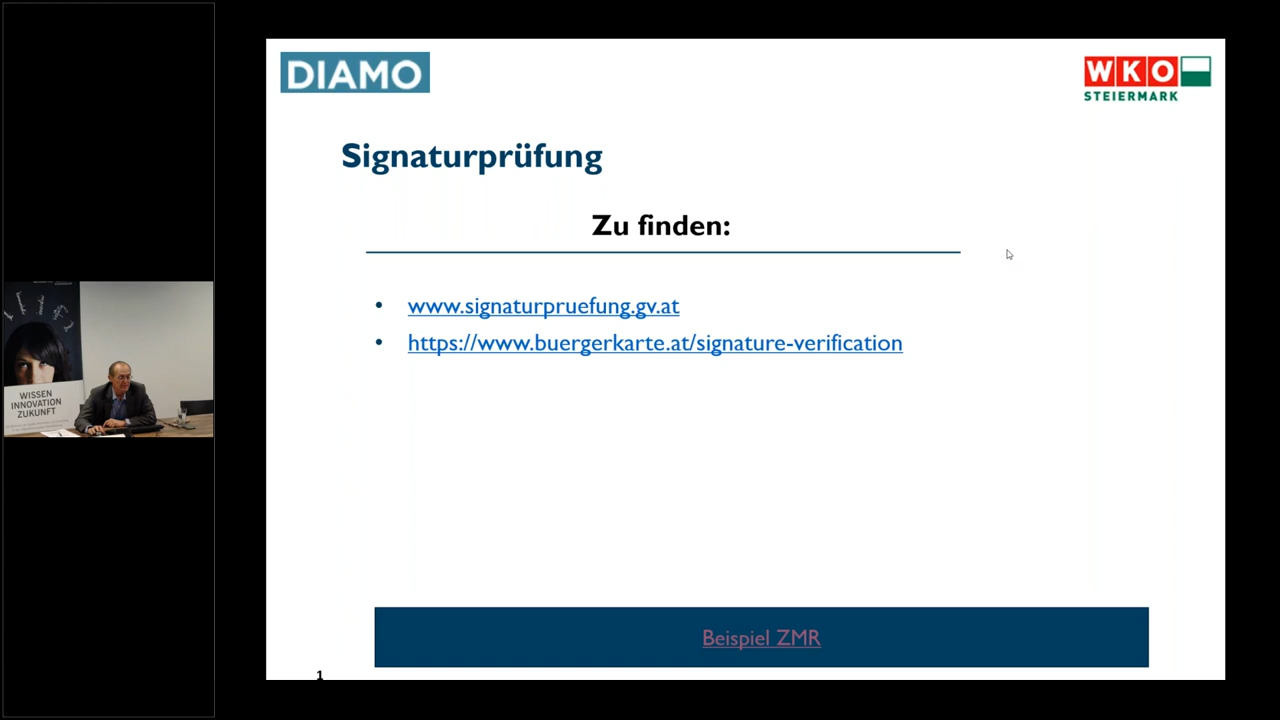 DIAMO
WKO
STEIERMARK
Signaturprüfung
Zu finden:
• www.signaturpruefung.gv.at
• https://www.buergerkarte.at/signature-verification
WISSEN
INNOVATION
ZUKUNFT
Beispiel ZMR
1